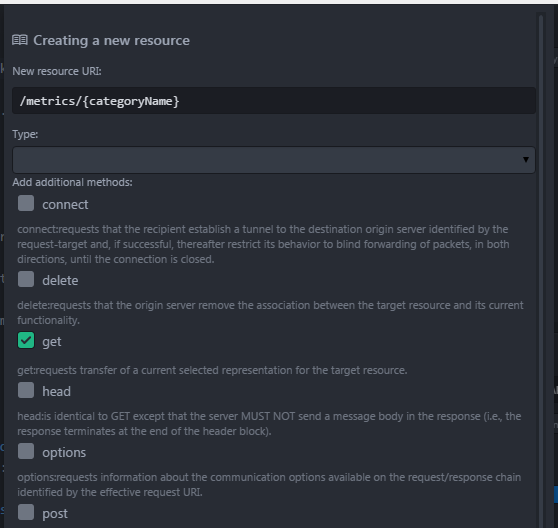 Creating a new resource
New resource URI:
/metrics/{categoryName}
Type:
Add additional methods:
connect
connect:requests that the recipient establish a tunnel to the destination origin server identified by the
request-target and, if successful, thereafter restrict its behavior to blind forwarding of packets, in both
directions, until the connection is closed.
delete
delete:requests that the origin server remove the association between the target resource and its current
functionality.
get
get:requests transfer of a current selected representation for the target resource.
head
head:is identical to GET except that the server MUST NOT send a message body in the response (i.e., the
response terminates at the end of the header block).
options
options:requests information about the communication options available on the request/response chain
identified by the effective request URI.
post